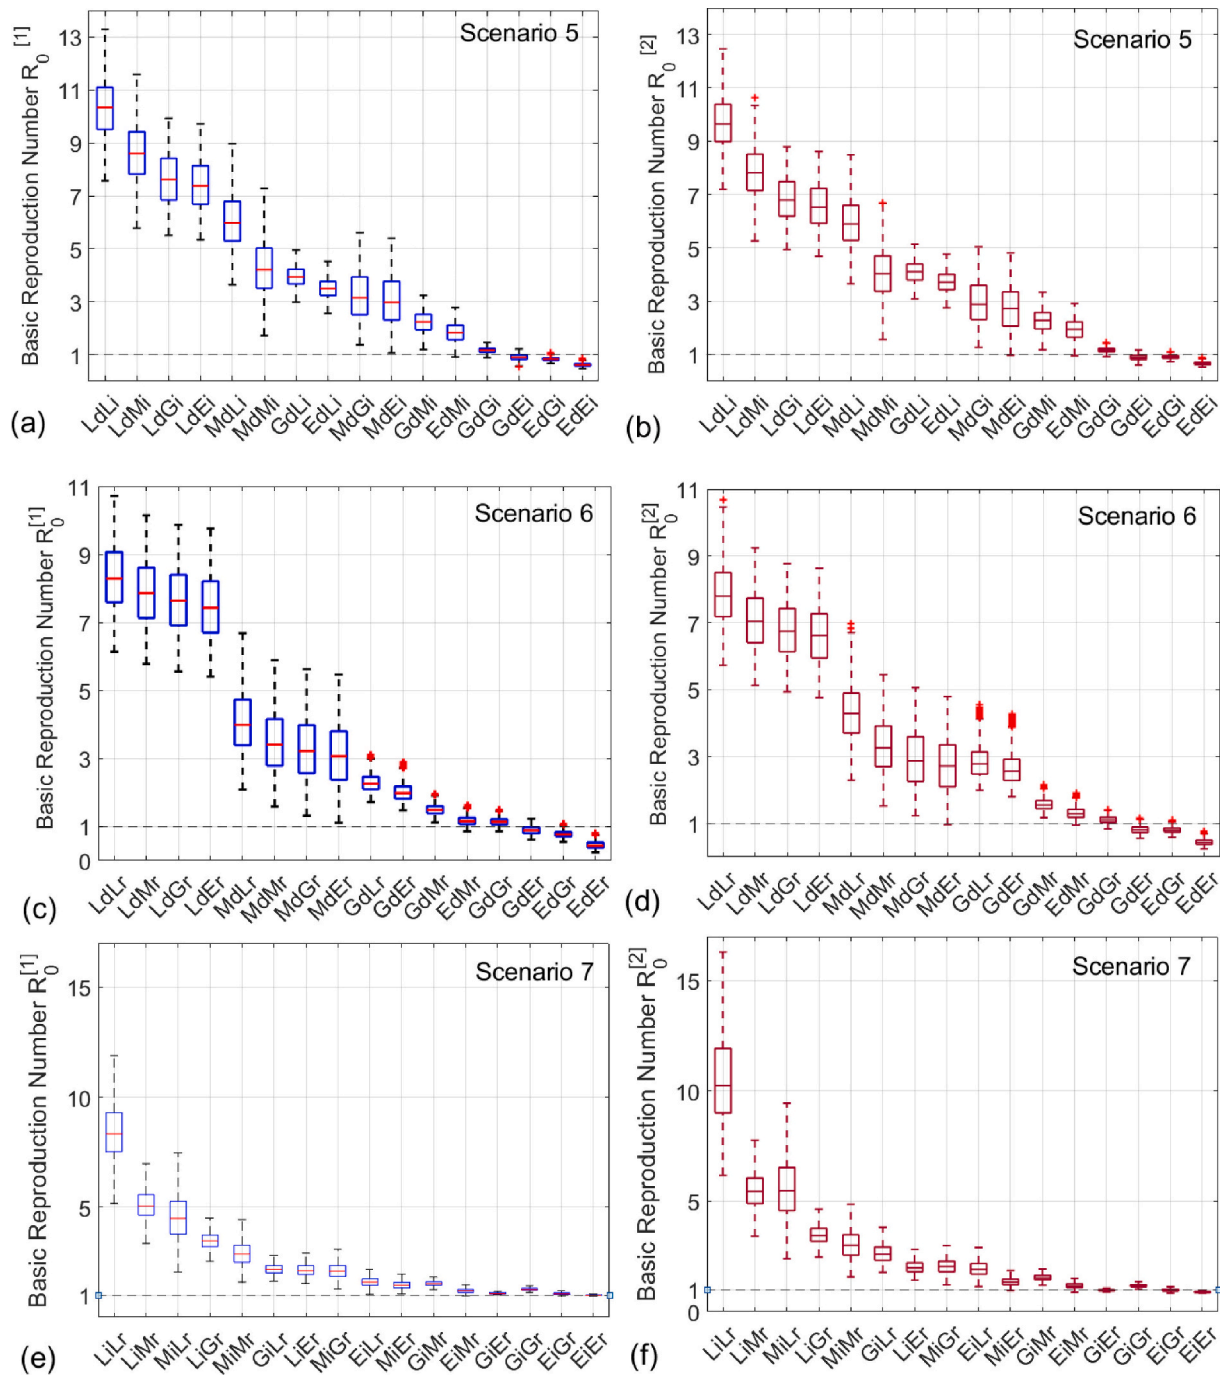 Basic Reproduction Number R0[1]
13
11
9
7
5
3
1
Scenario 5
LdLi LdMi LdGi LdEi MdLi MdMi GdLi EdLi MdGi MdEi GdMi EdMi GdGi GdEi EdGi EdEi
(a)
Basic Reproduction Number R0[2]
13
11
9
7
5
3
1
Scenario 5
LdLi LdMi LdGi LdEi MdLi MdMi GdLi EdLi MdGi MdEi GdMi EdMi GdGi GdEi EdGi EdEi
(b)
Basic Reproduction Number R0[1]
11
9
7
5
3
1
0
Scenario 6
LdLr LdMr LdGr LdEr MdLr MdMr MdGr MdEr GdLr GdEr GdMr EdMr GdGr GdEr EdGr EdEr
(c)
Basic Reproduction Number R0[2]
11
9
7
5
3
1
Scenario 6
LdLr LdMr LdGr LdEr MdLr MdMr MdGr MdEr GdLr GdEr GdMr EdMr GdGr GdEr EdGr EdEr
(d)
Basic Reproduction Number R0[1]
15
10
5
1
Scenario 7
LiLr LiMr MiLr LiGr MiMr GiLr LiEr MiGr EiLr MiEr GiMr EiMr GiEr GiGr EiGr EiEr
(e)
Basic Reproduction Number R0[2]
15
10
5
1
0
Scenario 7
LiLr LiMr MiLr LiGr MiMr GiLr LiEr MiGr EiLr MiEr GiMr EiMr GiEr GiGr EiGr EiEr
(f)